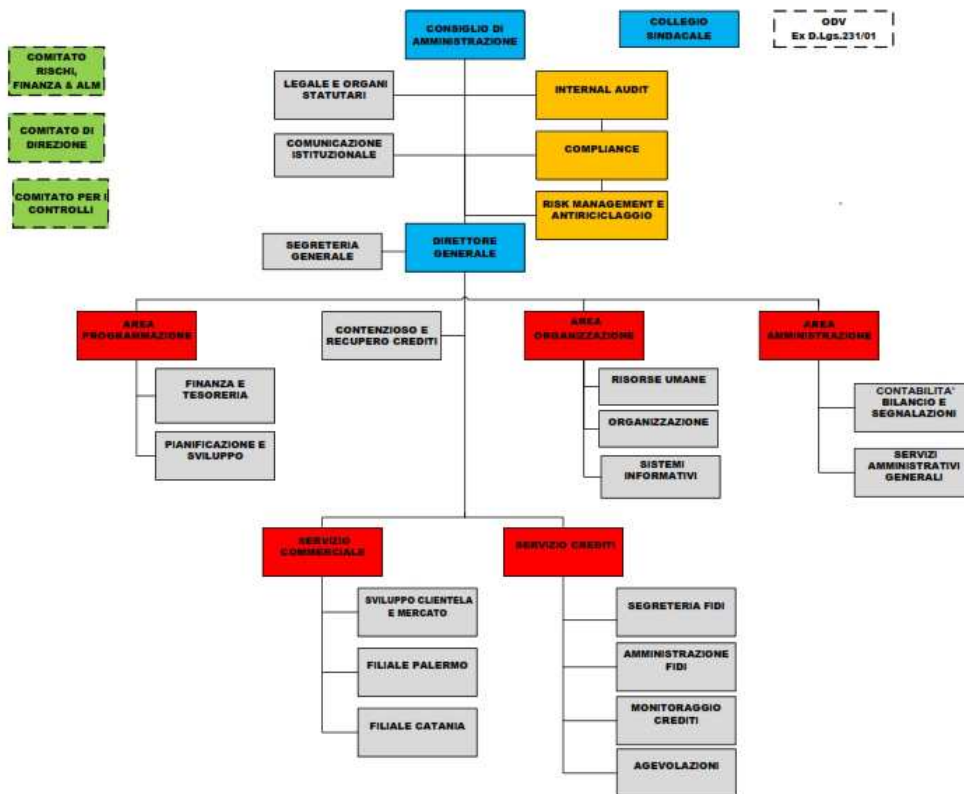 CONSIGLIO DI
AMMINISTRAZIONE
COLLEGIO
SINDACALE
ODV
Ex D.Lgs.231/01
COMITATO
RISCHI,
FINANZA & ALM
LEGALE E ORGANI
STATUTARI
INTERNAL AUDIT
COMITATO DI
DIREZIONE
COMUNICAZIONE
ISTITUZIONALE
COMPLIANCE
COMITATO PER I
CONTROLLI
RISK MANAGEMENT E
ANTIRICICLAGGIO
SEGRETERIA
GENERALE
DIRETTORE
GENERALE
AREA
PROGRAMMAZIONE
CONTENZIOSO E
RECUPERO CREDITI
AREA
ORGANIZZAZIONE
AREA
AMMINISTRAZIONE
FINANZA E
TESORERIA
RISORSE UMANE
CONTABILITA'
BILANCIO E
SEGNALAZIONI
PIANIFICAZIONE E
SVILUPPO
ORGANIZZAZIONE
SISTEMI
INFORMATIVI
SERVIZI
AMMINISTRATIVI
GENERALI
SERVIZIO
COMMERCIALE
SERVIZIO CREDITI
SVILUPPO CLIENTELA
E MERCATO
SEGRETERIA FIDI
FILIALE PALERMO
AMMINISTRAZIONE
FIDI
FILIALE CATANIA
MONITORAGGIO
CREDITI
AGEVOLAZIONI